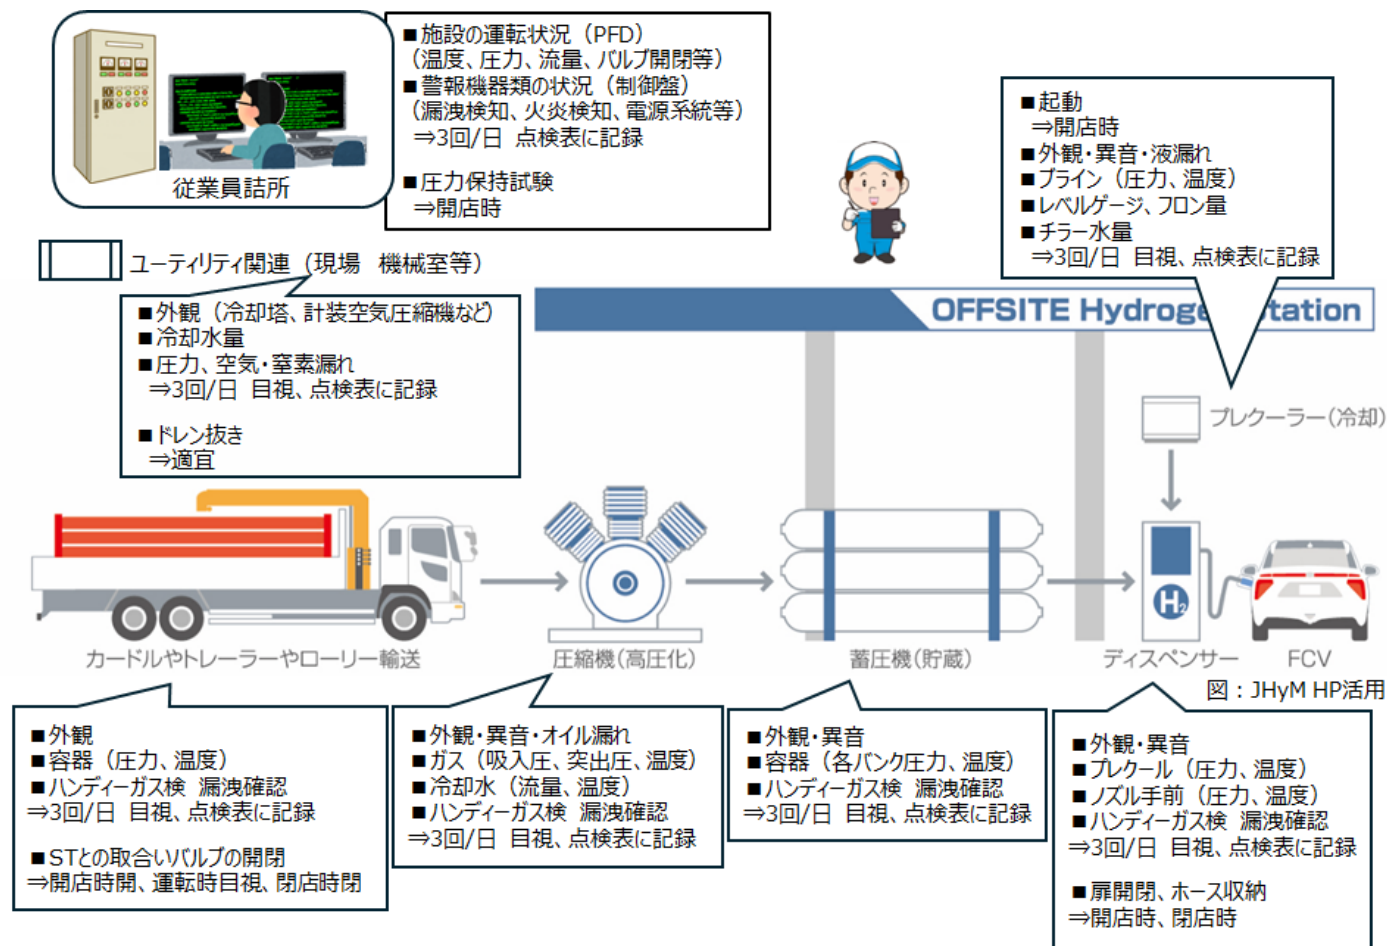 ■施設の運転状況（PFD）
（温度、圧力、流量、バルブ開閉等）
■警報機器類の状況（制御盤）
（漏洩検知、火炎検知、電源系統等）
⇒3回/日 点検表に記録
■圧力保持試験
⇒開店時
従業員詰所
■起動
⇒開店時
■外観・異音・液漏れ
■ブライン（圧力、温度）
■レベルゲージ、フロン量
■チラー水量
⇒3回/日 目視、点検表に記録
ユーティリティ関連（現場 機械室等）
■外観（冷却塔、計装空気圧縮機など）
■冷却水量
■圧力、空気・窒素漏れ
⇒3回/日 目視、点検表に記録
■ドレン抜き
⇒適宜
OFFSITE Hydroge tation
プレクーラー（冷却）
H2
カードルやトレーラーやローリー輸送
圧縮機（高圧化）
蓄圧機（貯蔵）
ディスペンサー
FCV
図：JHyM HP活用
■外観
■容器（圧力、温度）
■ハンディーガス検 漏洩確認
⇒3回/日 目視、点検表に記録
■STとの取合いバルブの開閉
⇒開店時開、運転時目視、閉店時閉
■外観・異音・オイル漏れ
■ガス（吸入圧、突出圧、温度）
■冷却水（流量、温度）
■ハンディーガス検 漏洩確認
⇒3回/日 目視、点検表に記録
■外観・異音
■容器（各バンク圧力、温度）
■ハンディーガス検 漏洩確認
⇒3回/日 目視、点検表に記録
■外観・異音
■プレクール（圧力、温度）
■ノズル手前（圧力、温度）
■ハンディーガス検 漏洩確認
⇒3回/日 目視、点検表に記録
■扉開閉、ホース収納
⇒開店時、閉店時